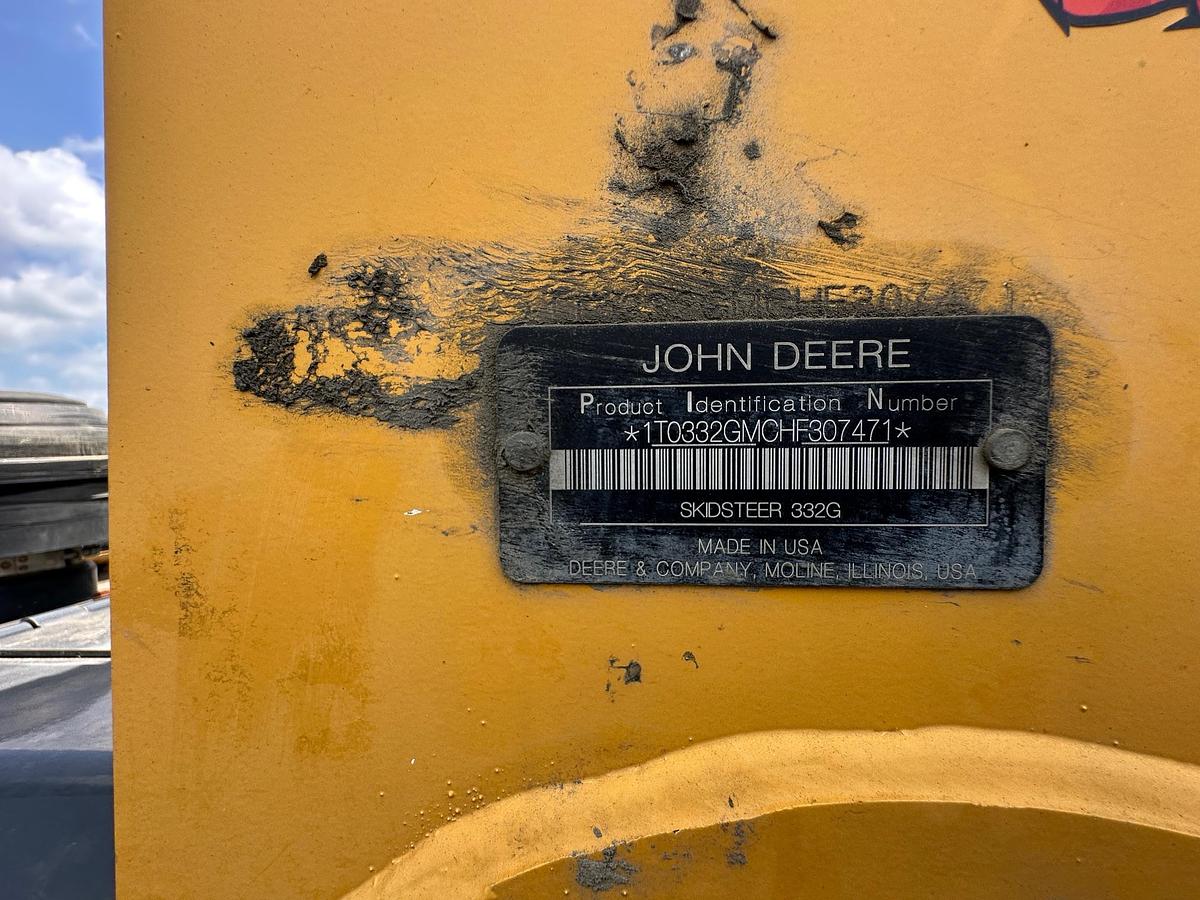 JOHN DEERE
Product Identification Number
*1T0332GMCHF307471*
SKIDSTEER 332G
MADE IN USA
DEERE & COMPANY, MOLINE, ILLINOIS, USA